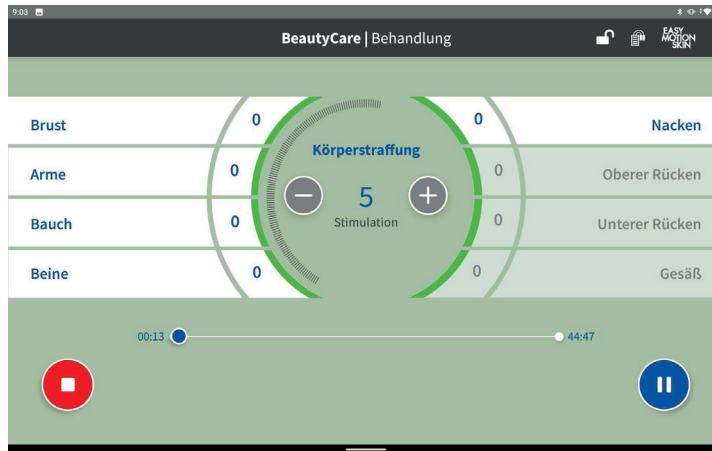 9:03
BeautyCare | Behandlung
EASY
MOTION
SKIN
Brust 0
0 Nacken
Körperstraffung
Arme 0
0 Oberer Rücken
5
Stimulation
Bauch 0
0 Unterer Rücken
Beine 0
0 Gesäß
00:13
44:47